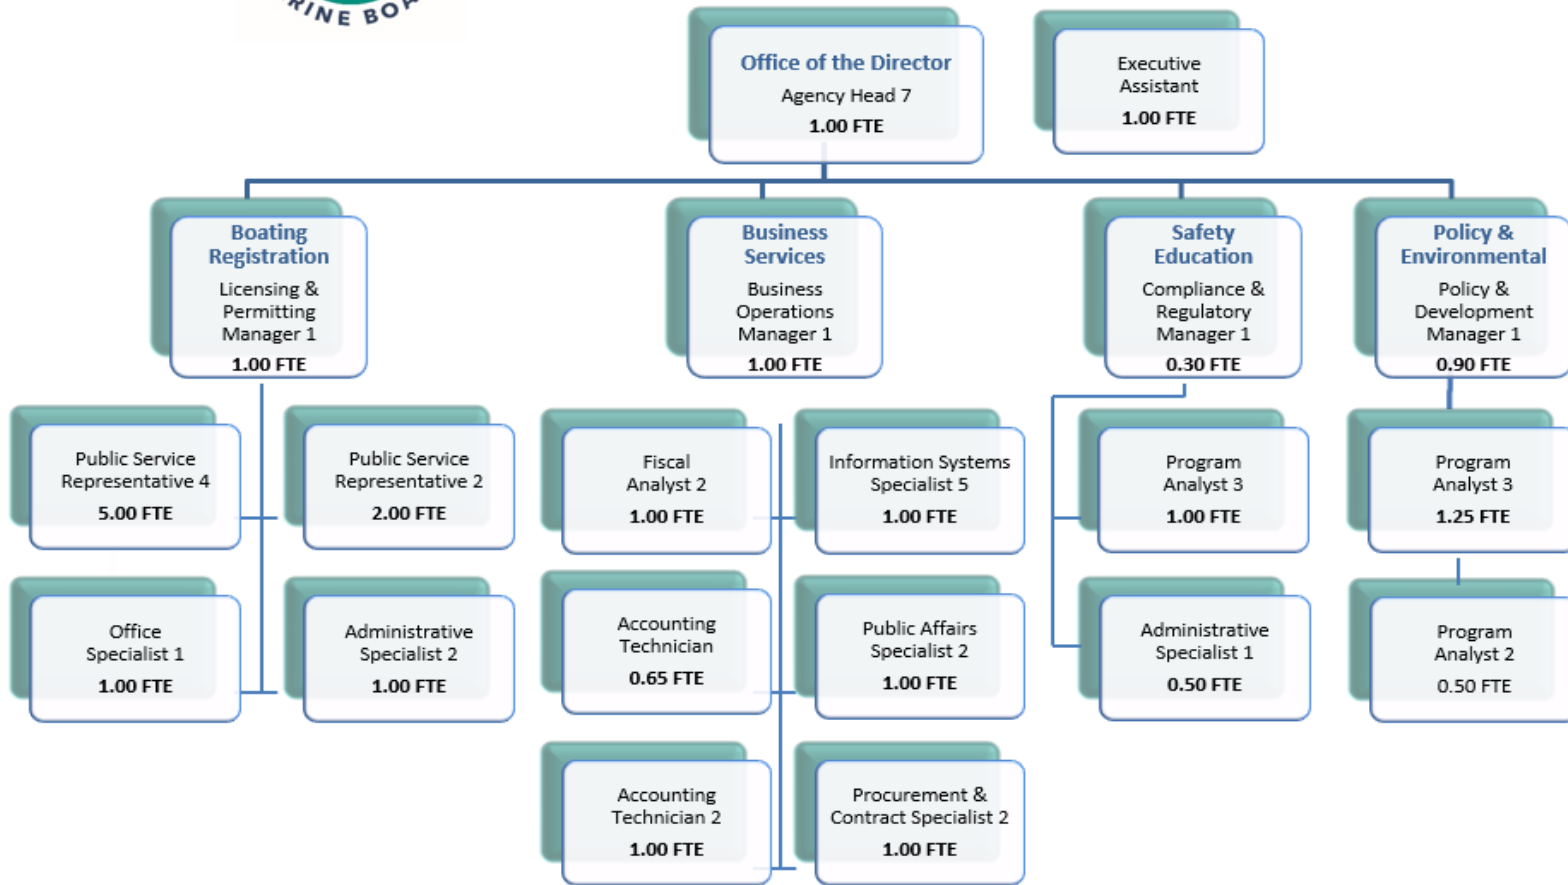 RINE BOA
Office of the Director
Agency Head 7
1.00 FTE
Executive
Assistant
1.00 FTE
Boating
Registration
Licensing &
Permitting
Manager 1
1.00 FTE
Business
Services
Business
Operations
Manager 1
1.00 FTE
Safety
Education
Compliance &
Regulatory
Manager 1
0.30 FTE
Policy &
Environmental
Policy &
Development
Manager 1
0.90 FTE
Public Service
Representative 4
5.00 FTE
Public Service
Representative 2
2.00 FTE
Fiscal
Analyst 2
1.00 FTE
Information Systems
Specialist 5
1.00 FTE
Program
Analyst 3
1.00 FTE
Program
Analyst 3
1.25 FTE
Office
Specialist 1
1.00 FTE
Administrative
Specialist 2
1.00 FTE
Accounting
Technician
0.65 FTE
Public Affairs
Specialist 2
1.00 FTE
Administrative
Specialist 1
0.50 FTE
Program
Analyst 2
0.50 FTE
Accounting
Technician 2
1.00 FTE
Procurement &
Contract Specialist 2
1.00 FTE